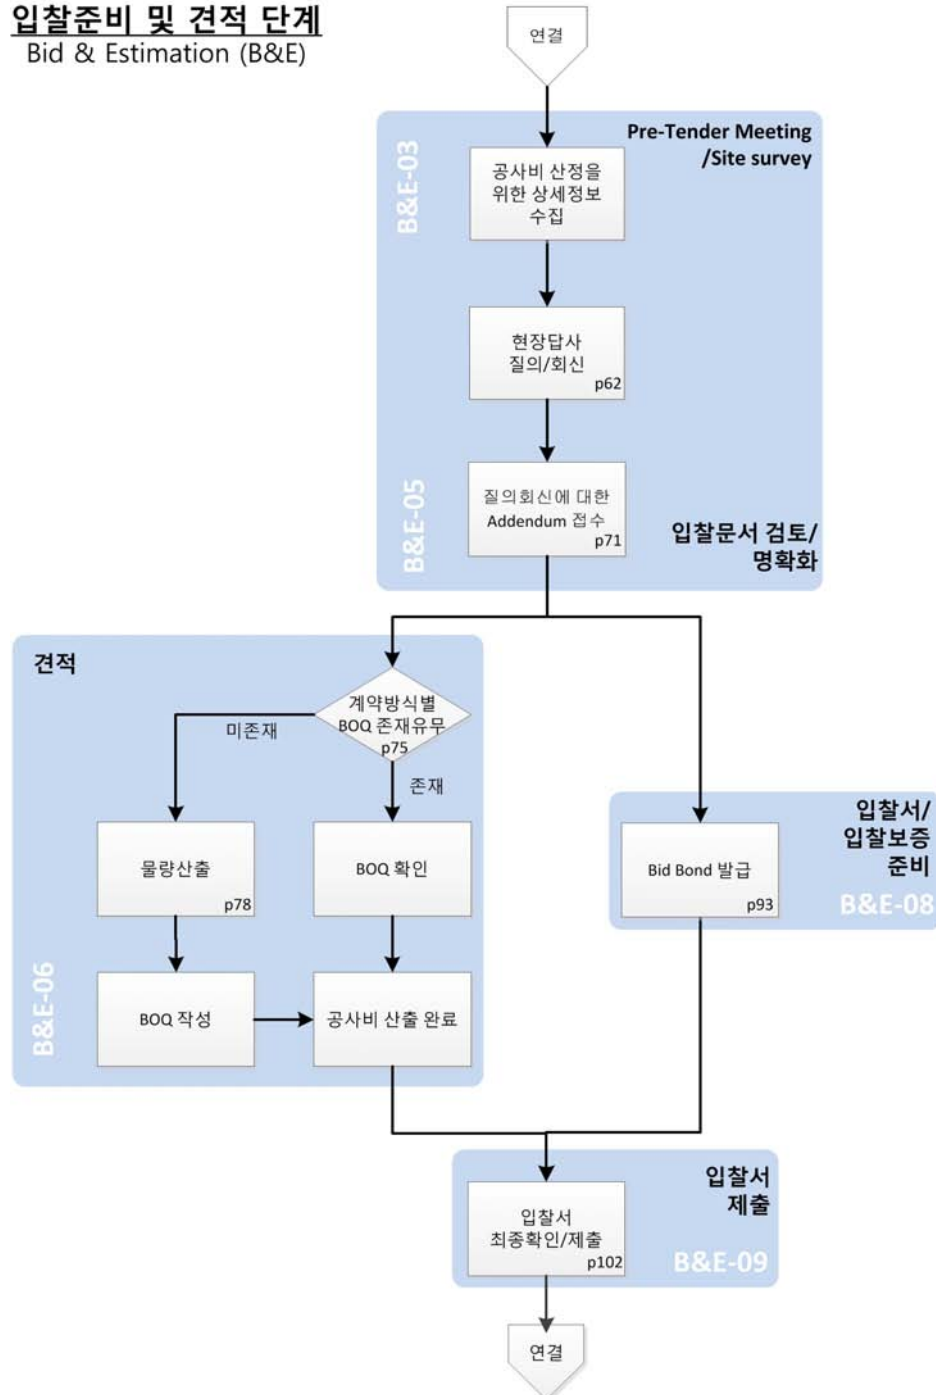 입찰준비 및 견적 단계
Bid & Estimation (B&E)
연결
B&E-03
Pre-Tender Meeting
/Site survey
공사비 산정을
위한 상세정보
수집
현장답사
질의/회신
p62
B&E-05
질의회신에 대한
Addendum 접수
p71
입찰문서 검토/
명확화
견적
계약방식별
BOQ 존재유무
p75
미존재
존재
물량산출
p78
BOQ 확인
B&E-06
BOQ 작성
공사비 산출 완료
입찰서/
입찰보증
준비
Bid Bond 발급
p93
B&E-08
입찰서
제출
입찰서
최종확인/제출
p102
B&E-09
연결